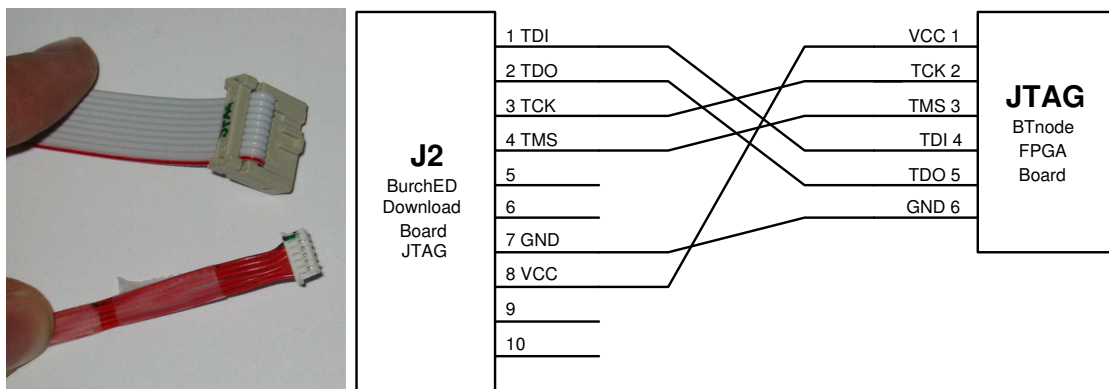 1 TDI
2 TDO
3 TCK
4 TMS
5
6
7 GND
8 VCC
9
10
J2
BurchED
Download
Board
JTAG
VCC 1
TCK 2
TMS 3
TDI 4
TDO 5
GND 6
JTAG
BTnode
FPGA
Board